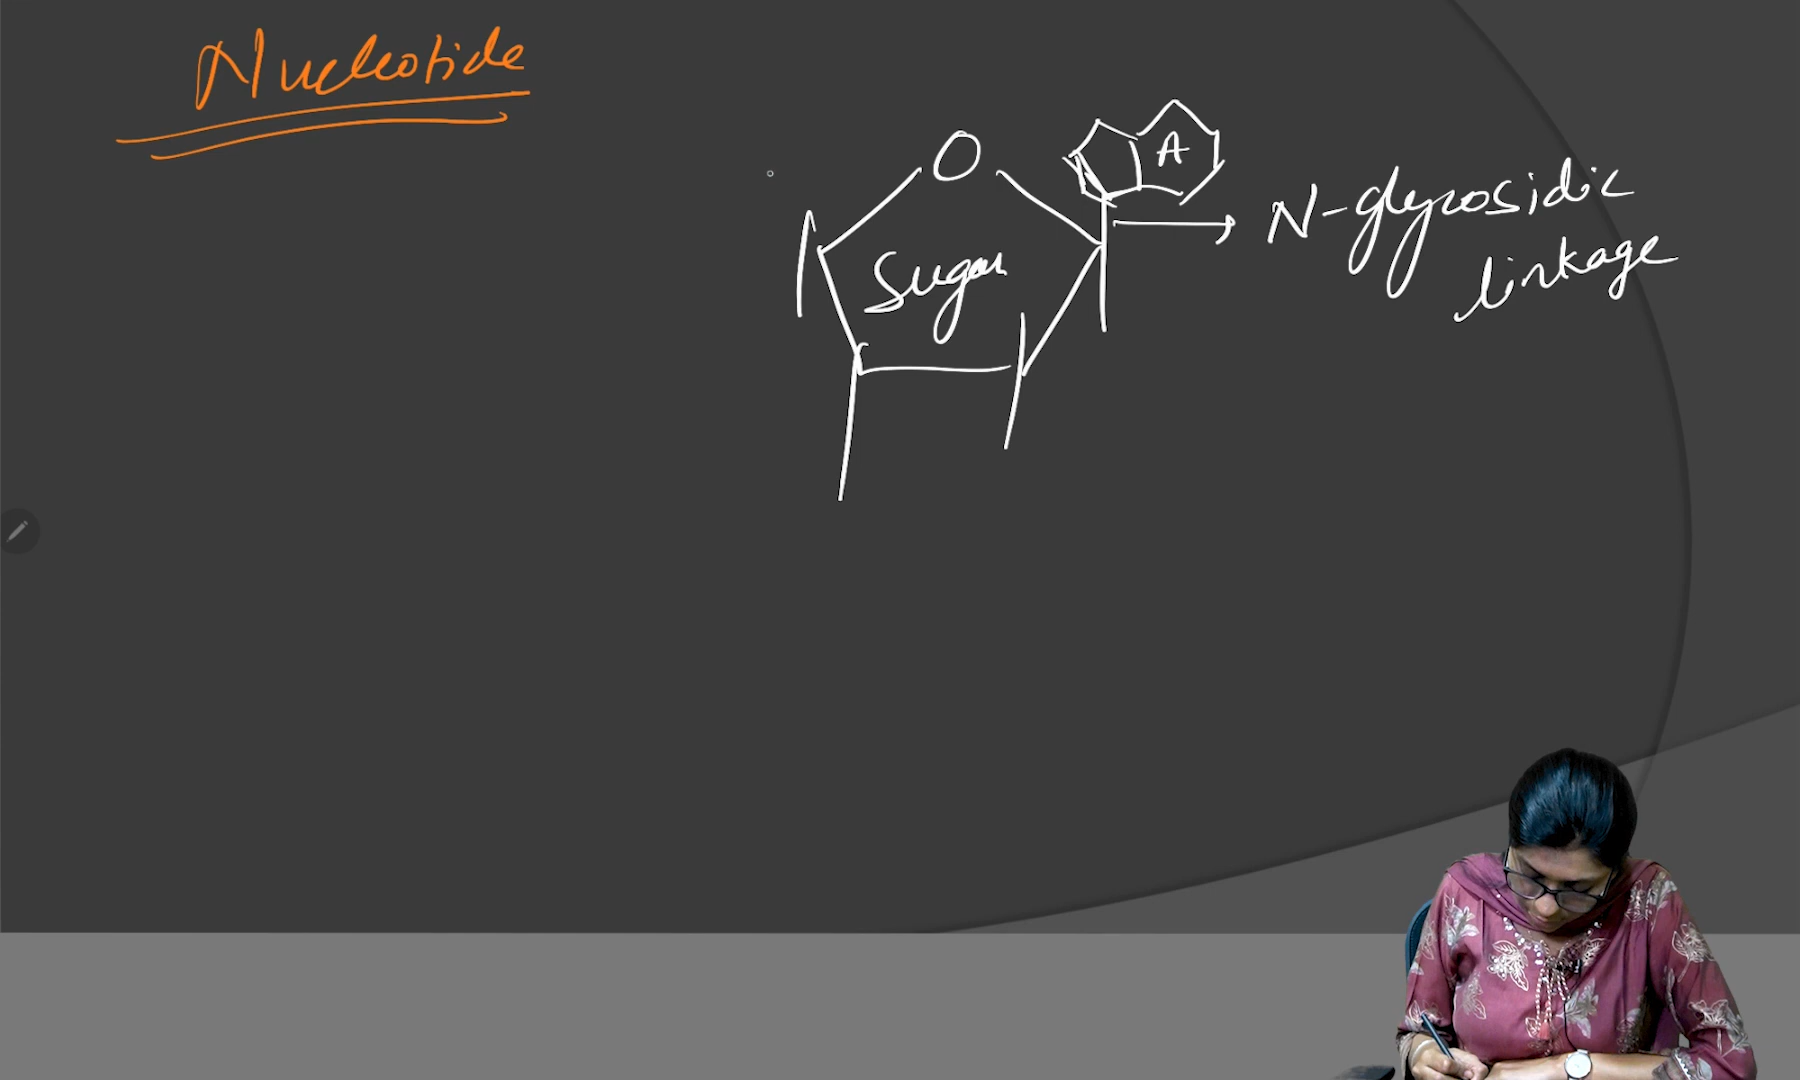 Nucleotide
O
A
Sugar
N-glycosidic
linkage